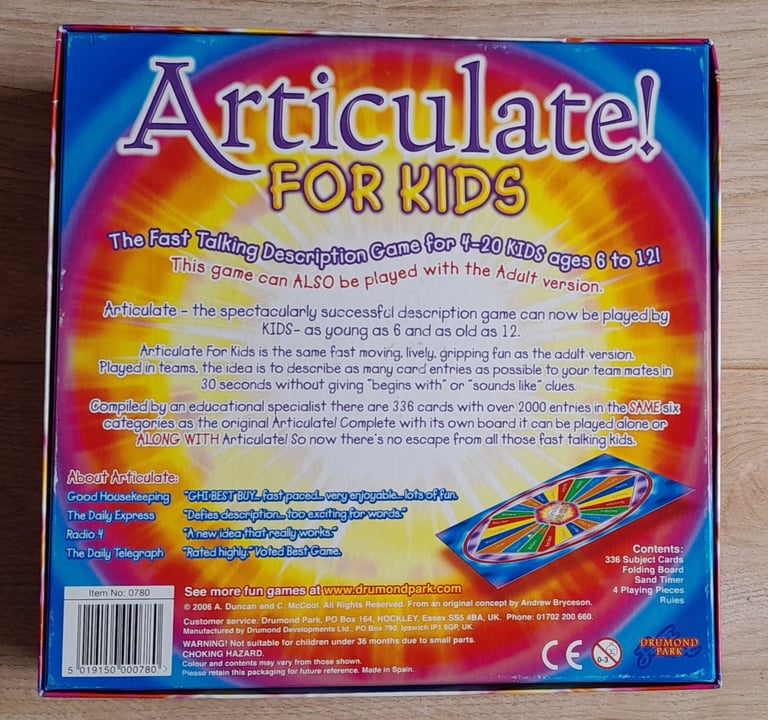 Articulate!
FOR KIDS
The Fast Talking Description Game for 4-20 KIDS ages 6 to 12!
This game can ALSO be played with the Adult version.
Articulate - the spectacularly successful description game can now be played by
KIDS- as young as 6 and as old as 12.
Articulate For Kids is the same fast moving, lively, gripping fun as the adult version.
Played in teams, the idea is to describe as many card entries as possible to your team mates in
30 seconds without giving "begins with" or "sounds like" clues.
Compiled by an educational specialist there are 336 cards with over 2000 entries in the SAME six
categories as the original Articulate! Complete with its own board it can be played alone or
ALONG WITH Articulate! So now there's no escape from all those fast talking kids.
About Articulate:
Good Housekeeping "GHI BEST BUY... fast paced... very enjoyable... lots of fun.
The Daily Express "Defies description... too exciting for words."
Radio 4 "A new idea that really works."
The Daily Telegraph "Rated highly." Voted Best Game.
Contents:
336 Subject Cards
Folding Board
Sand Timer
4 Playing Pieces
Rules
Item No: 0780
5 019150 000780 >
See more fun games at www.drumondpark.com
© 2006 A. Duncan and C. McCool. All Rights Reserved. From an original concept by Andrew Bryceson.
Customer service: Drumond Park, PO Box 164, HOCKLEY, Essex SS5 4BA, UK. Phone: 01702 200 660.
Manufactured by Drumond Developments Ltd., PO Box 780, Ipswich IP1 9GP, UK.
WARNING! Not suitable for children under 36 months due to small parts.
CHOKING HAZARD.
Colour and contents may vary from those shown.
Please retain this packaging for future reference. Made in Spain.
CE
0-3
DRUMOND
PARK